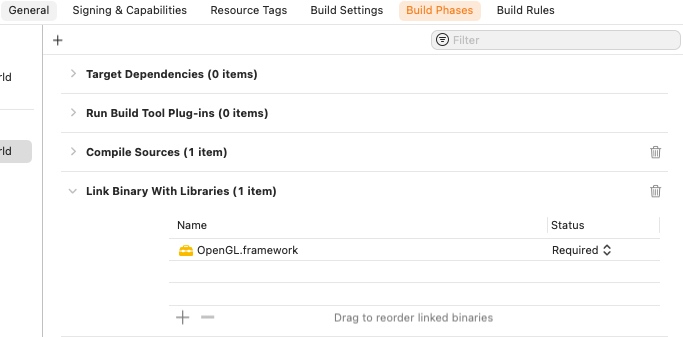 General Signing & Capabilities Resource Tags Build Settings Build Phases Build Rules
Filter
rld
Target Dependencies (0 items)
Run Build Tool Plug-ins (0 items)
rld
Compile Sources (1 item)
Link Binary With Libraries (1 item)
Name Status
OpenGL.framework Required
Drag to reorder linked binaries